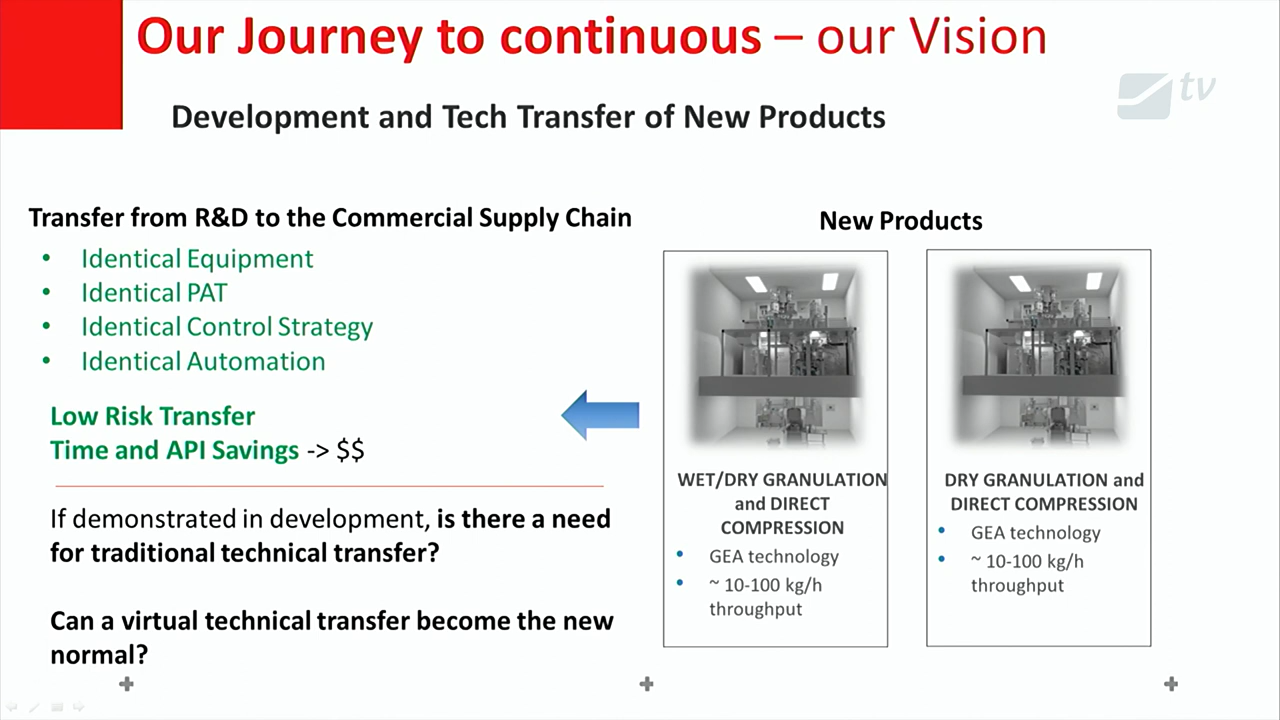 Our Journey to continuous – our Vision
tv
Development and Tech Transfer of New Products
Transfer from R&D to the Commercial Supply Chain
• Identical Equipment
• Identical PAT
• Identical Control Strategy
• Identical Automation
Low Risk Transfer
Time and API Savings -> $$
If demonstrated in development, is there a need
for traditional technical transfer?
Can a virtual technical transfer become the new
normal?
New Products
WET/DRY GRANULATION
and DIRECT
COMPRESSION
• GEA technology
• ~ 10-100 kg/h
throughput
DRY GRANULATION and
DIRECT COMPRESSION
• GEA technology
• ~ 10-100 kg/h
throughput